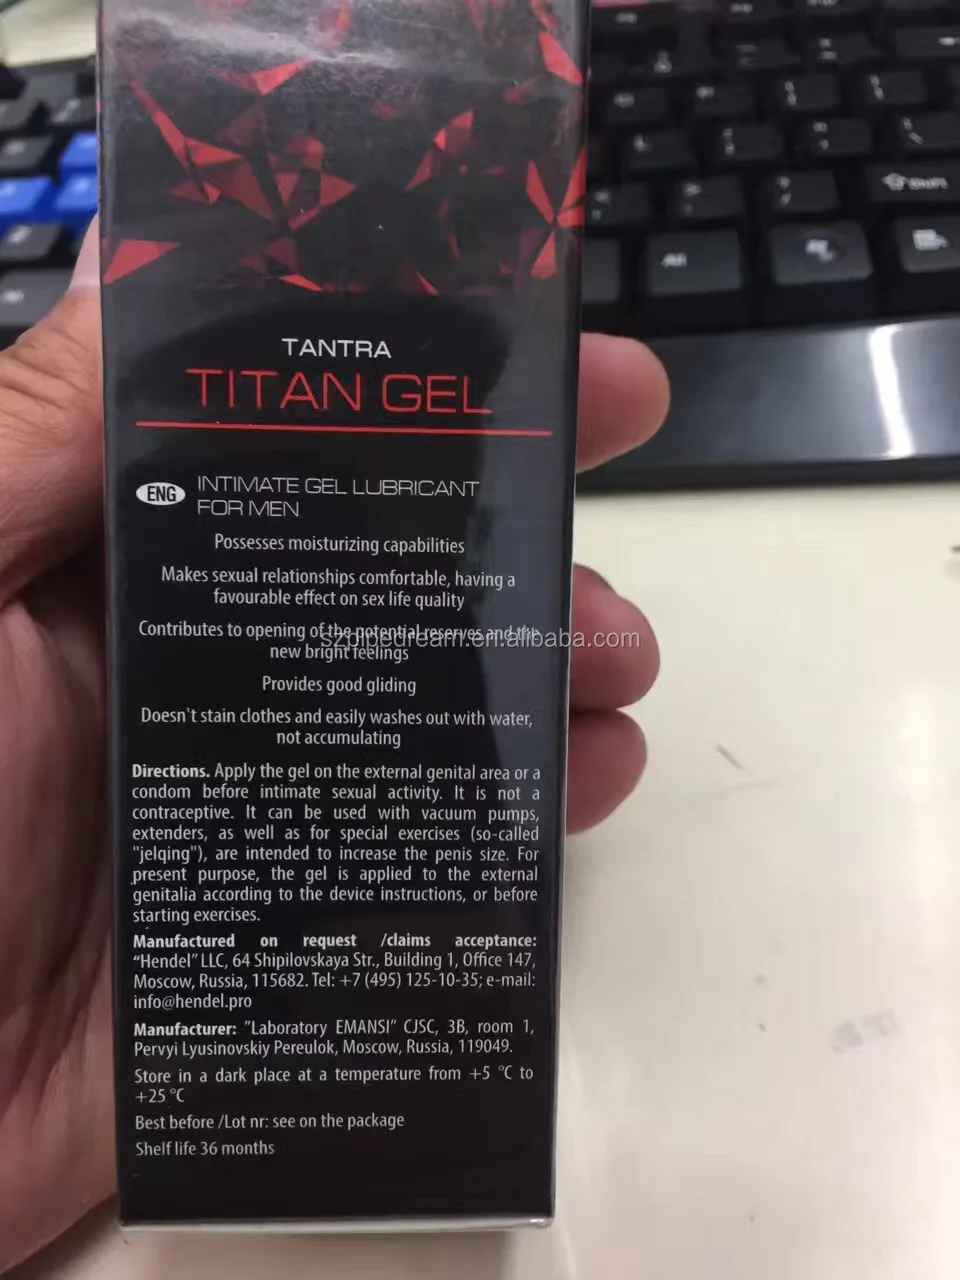 TANTRA
TITAN GEL
ENG
INTIMATE GEL LUBRICANT
FOR MEN
Possesses moisturizing capabilities
Makes sexual relationships comfortable, having a
favourable effect on sex life quality
Contributes to opening of the potential reserves and the
new bright feelings
szpipedream.en.alibaba.com
Provides good gliding
Doesn't stain clothes and easily washes out with water,
not accumulating
Directions. Apply the gel on the external genital area or a
condom before intimate sexual activity. It is not a
contraceptive. It can be used with vacuum pumps,
extenders, as well as for special exercises (so-called
"jelqing"), are intended to increase the penis size. For
present purpose, the gel is applied to the external
genitalia according to the device instructions, or before
starting exercises.
Manufactured on request /claims acceptance:
"Hendel" LLC, 64 Shipilovskaya Str., Building 1, Office 147,
Moscow, Russia, 115682. Tel: +7 (495) 125-10-35; e-mail:
info@hendel.pro
Manufacturer: "Laboratory EMANSI" CJSC, 3B, room 1,
Pervyi Lyusinovskiy Pereulok, Moscow, Russia, 119049.
Store in a dark place at a temperature from +5 °C to
+25 °C
Best before /Lot nr: see on the package
Shelf life 36 months